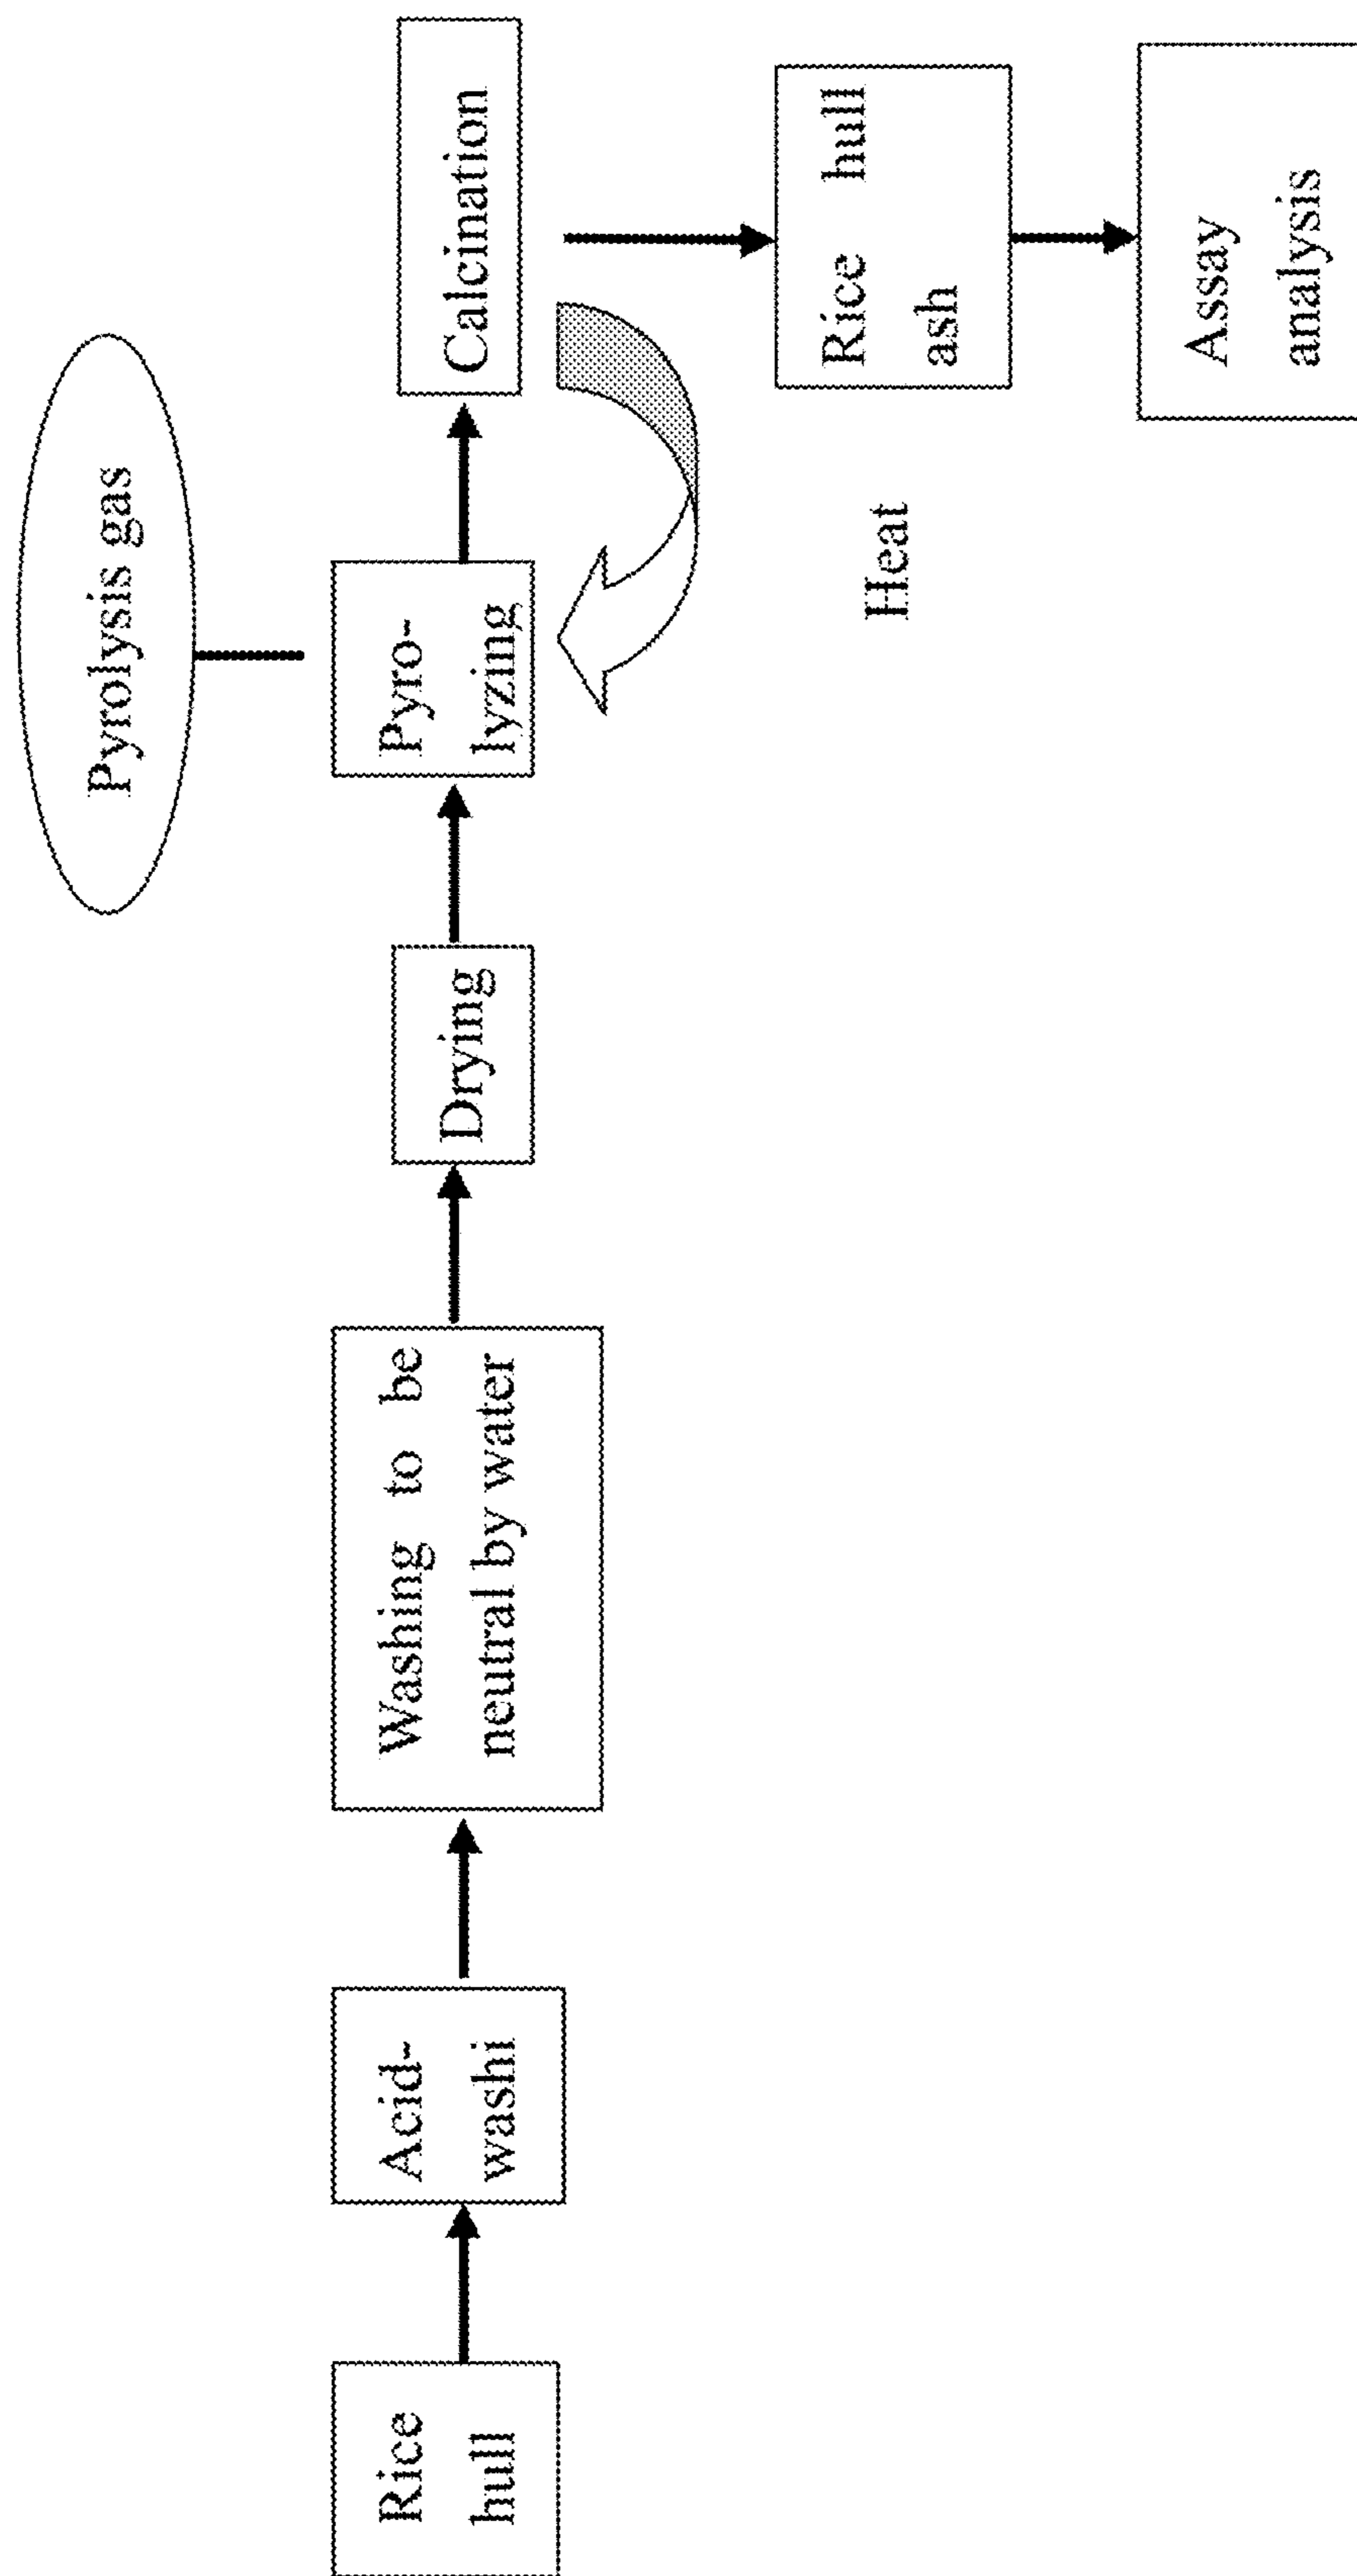 Pyrolysis gas
Rice
hull
Acid-
washi
Washing to be
neutral by water
Drying
Pyro-
lyzing
Calcination
Heat
Rice hull
ash
Assay
analysis